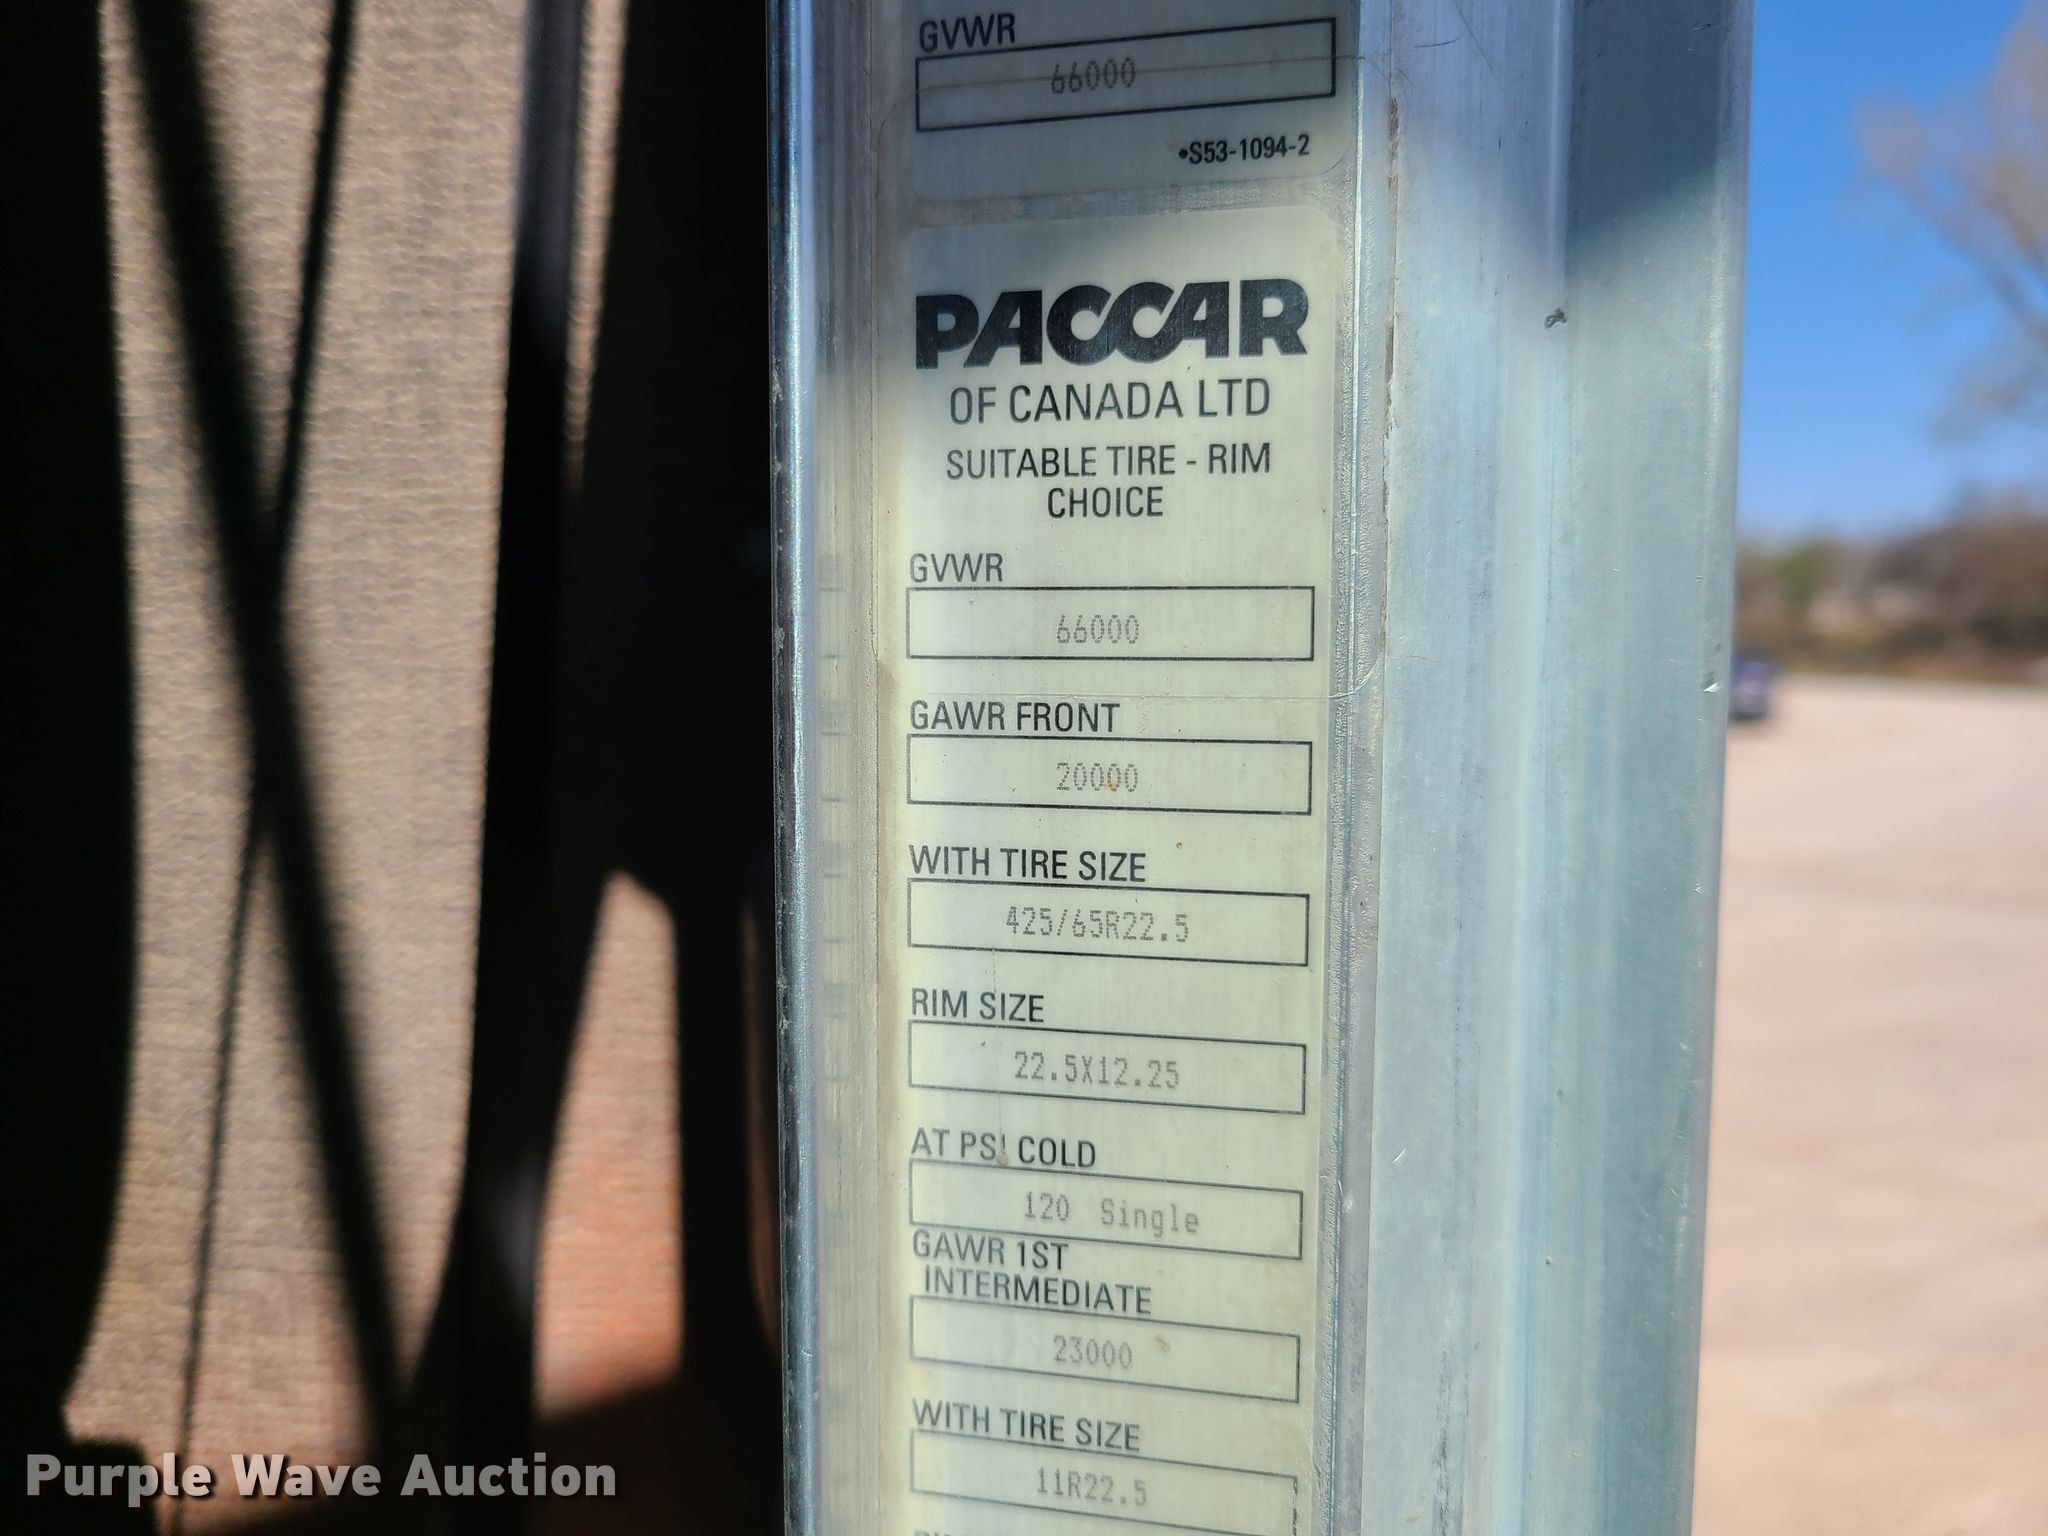 GVWR
66000
•S53-1094-2
PACCAR
OF CANADA LTD
SUITABLE TIRE - RIM
CHOICE
GVWR
66000
GAWR FRONT
20000
WITH TIRE SIZE
425/65R22.5
RIM SIZE
22.5X12.25
AT PSI COLD
120 Single
GAWR 1ST
INTERMEDIATE
23000
WITH TIRE SIZE
11R22.5
Purple Wave Auction